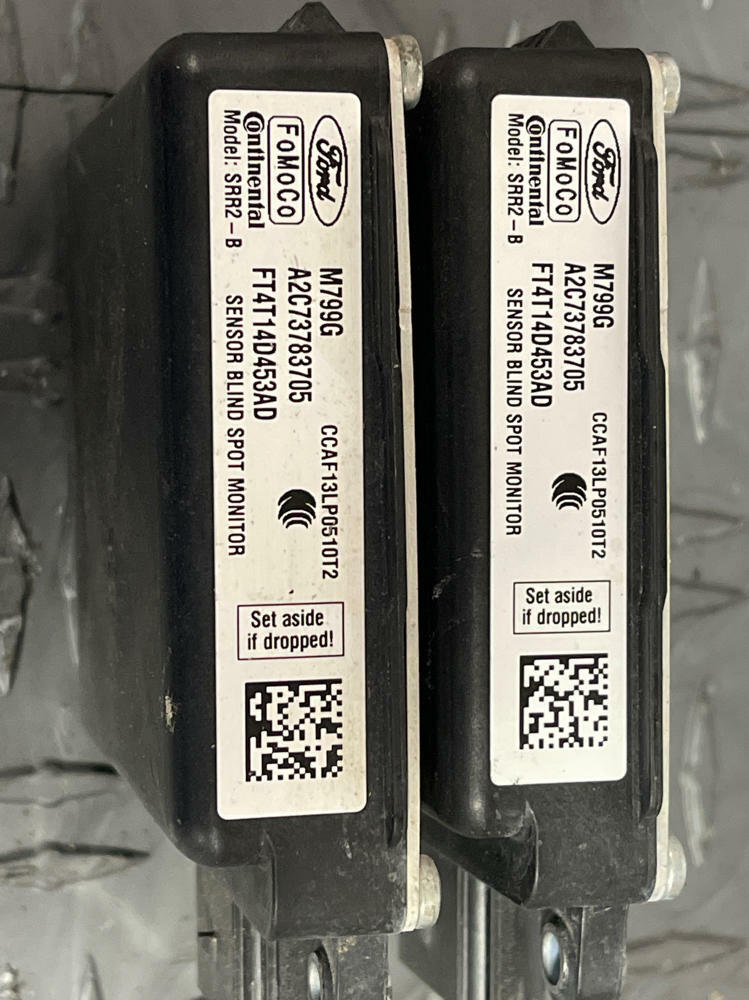 Ford
FoMoCo
Continental
Model: SRR2-B
M799G
A2C73783705
FT4T14D453AD
SENSOR BLIND SPOT MONITOR
CCAF13LP0510T2
Set aside
if dropped!
Ford
FoMoCo
Continental
Model: SRR2-B
M799G
A2C73783705
FT4T14D453AD
SENSOR BLIND SPOT MONITOR
CCAF13LP0510T2
Set aside
if dropped!